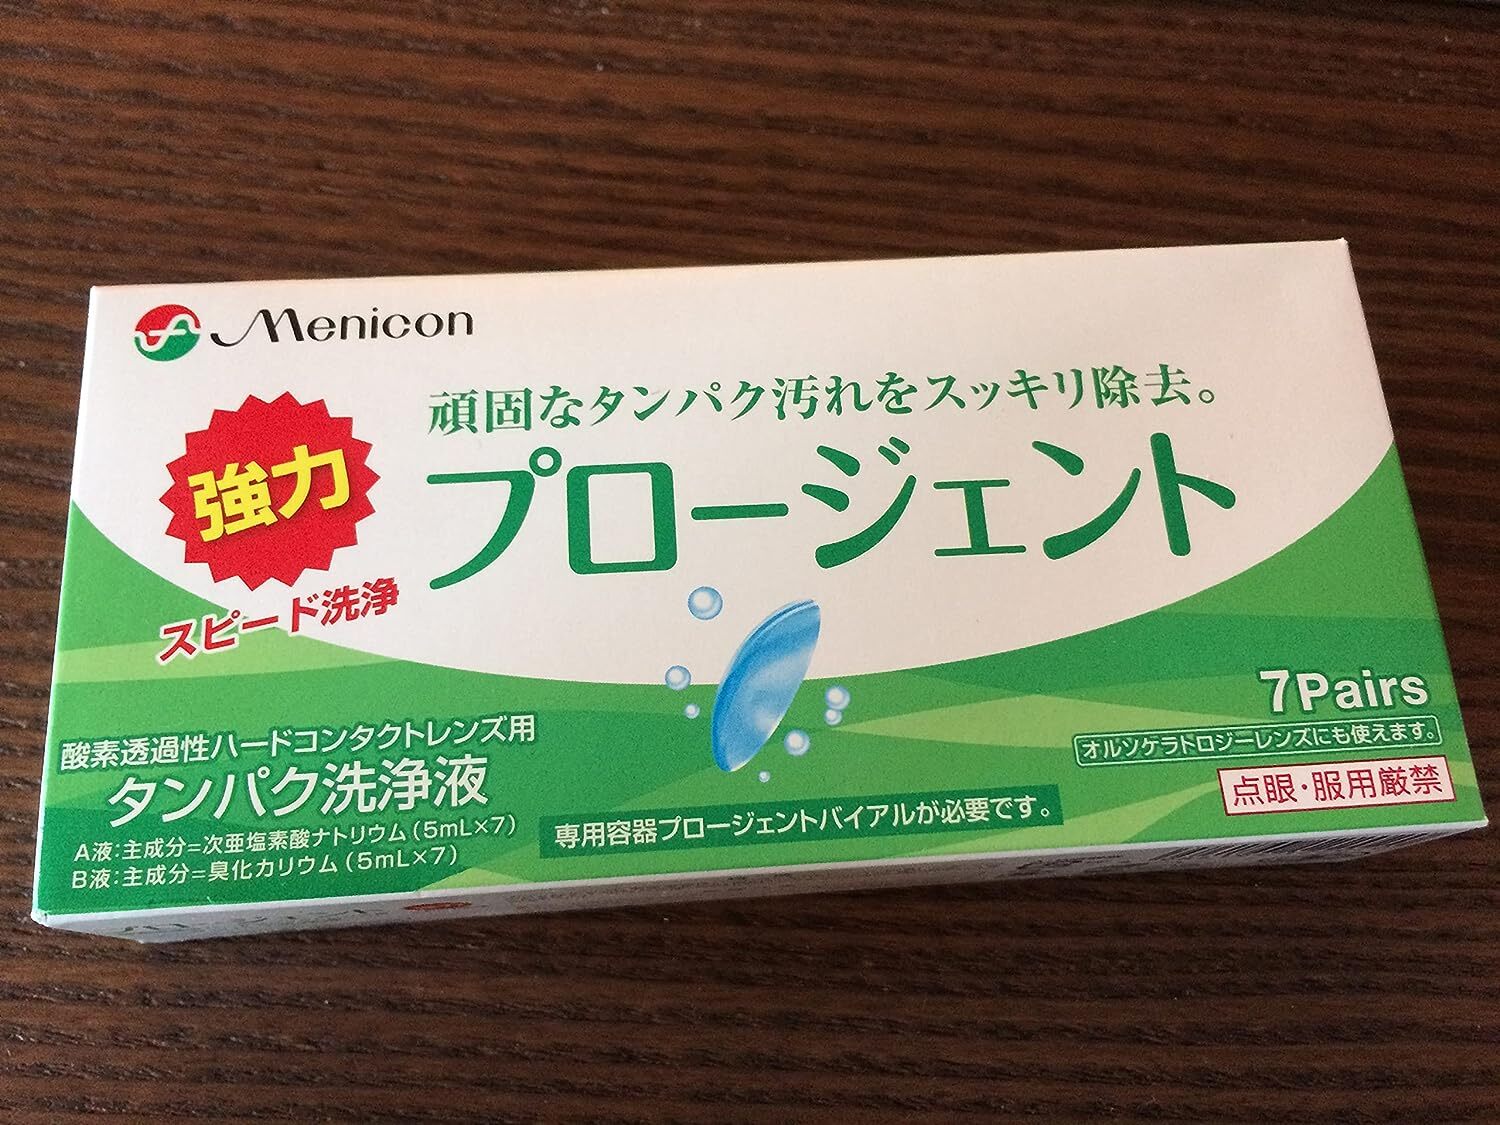 Menicon
頑固なタンパク汚れをスッキリ除去。
強力
プロージェント
スピード洗浄
7Pairs
酸素透過性ハードコンタクトレンズ用
オルソケラトロジーレンズにも使えます。
タンパク洗浄液
点眼・服用厳禁
専用容器プロージェントバイアルが必要です。
A液:主成分=次亜塩素酸ナトリウム(5mL×7)
B液:主成分=臭化カリウム(5mL×7)